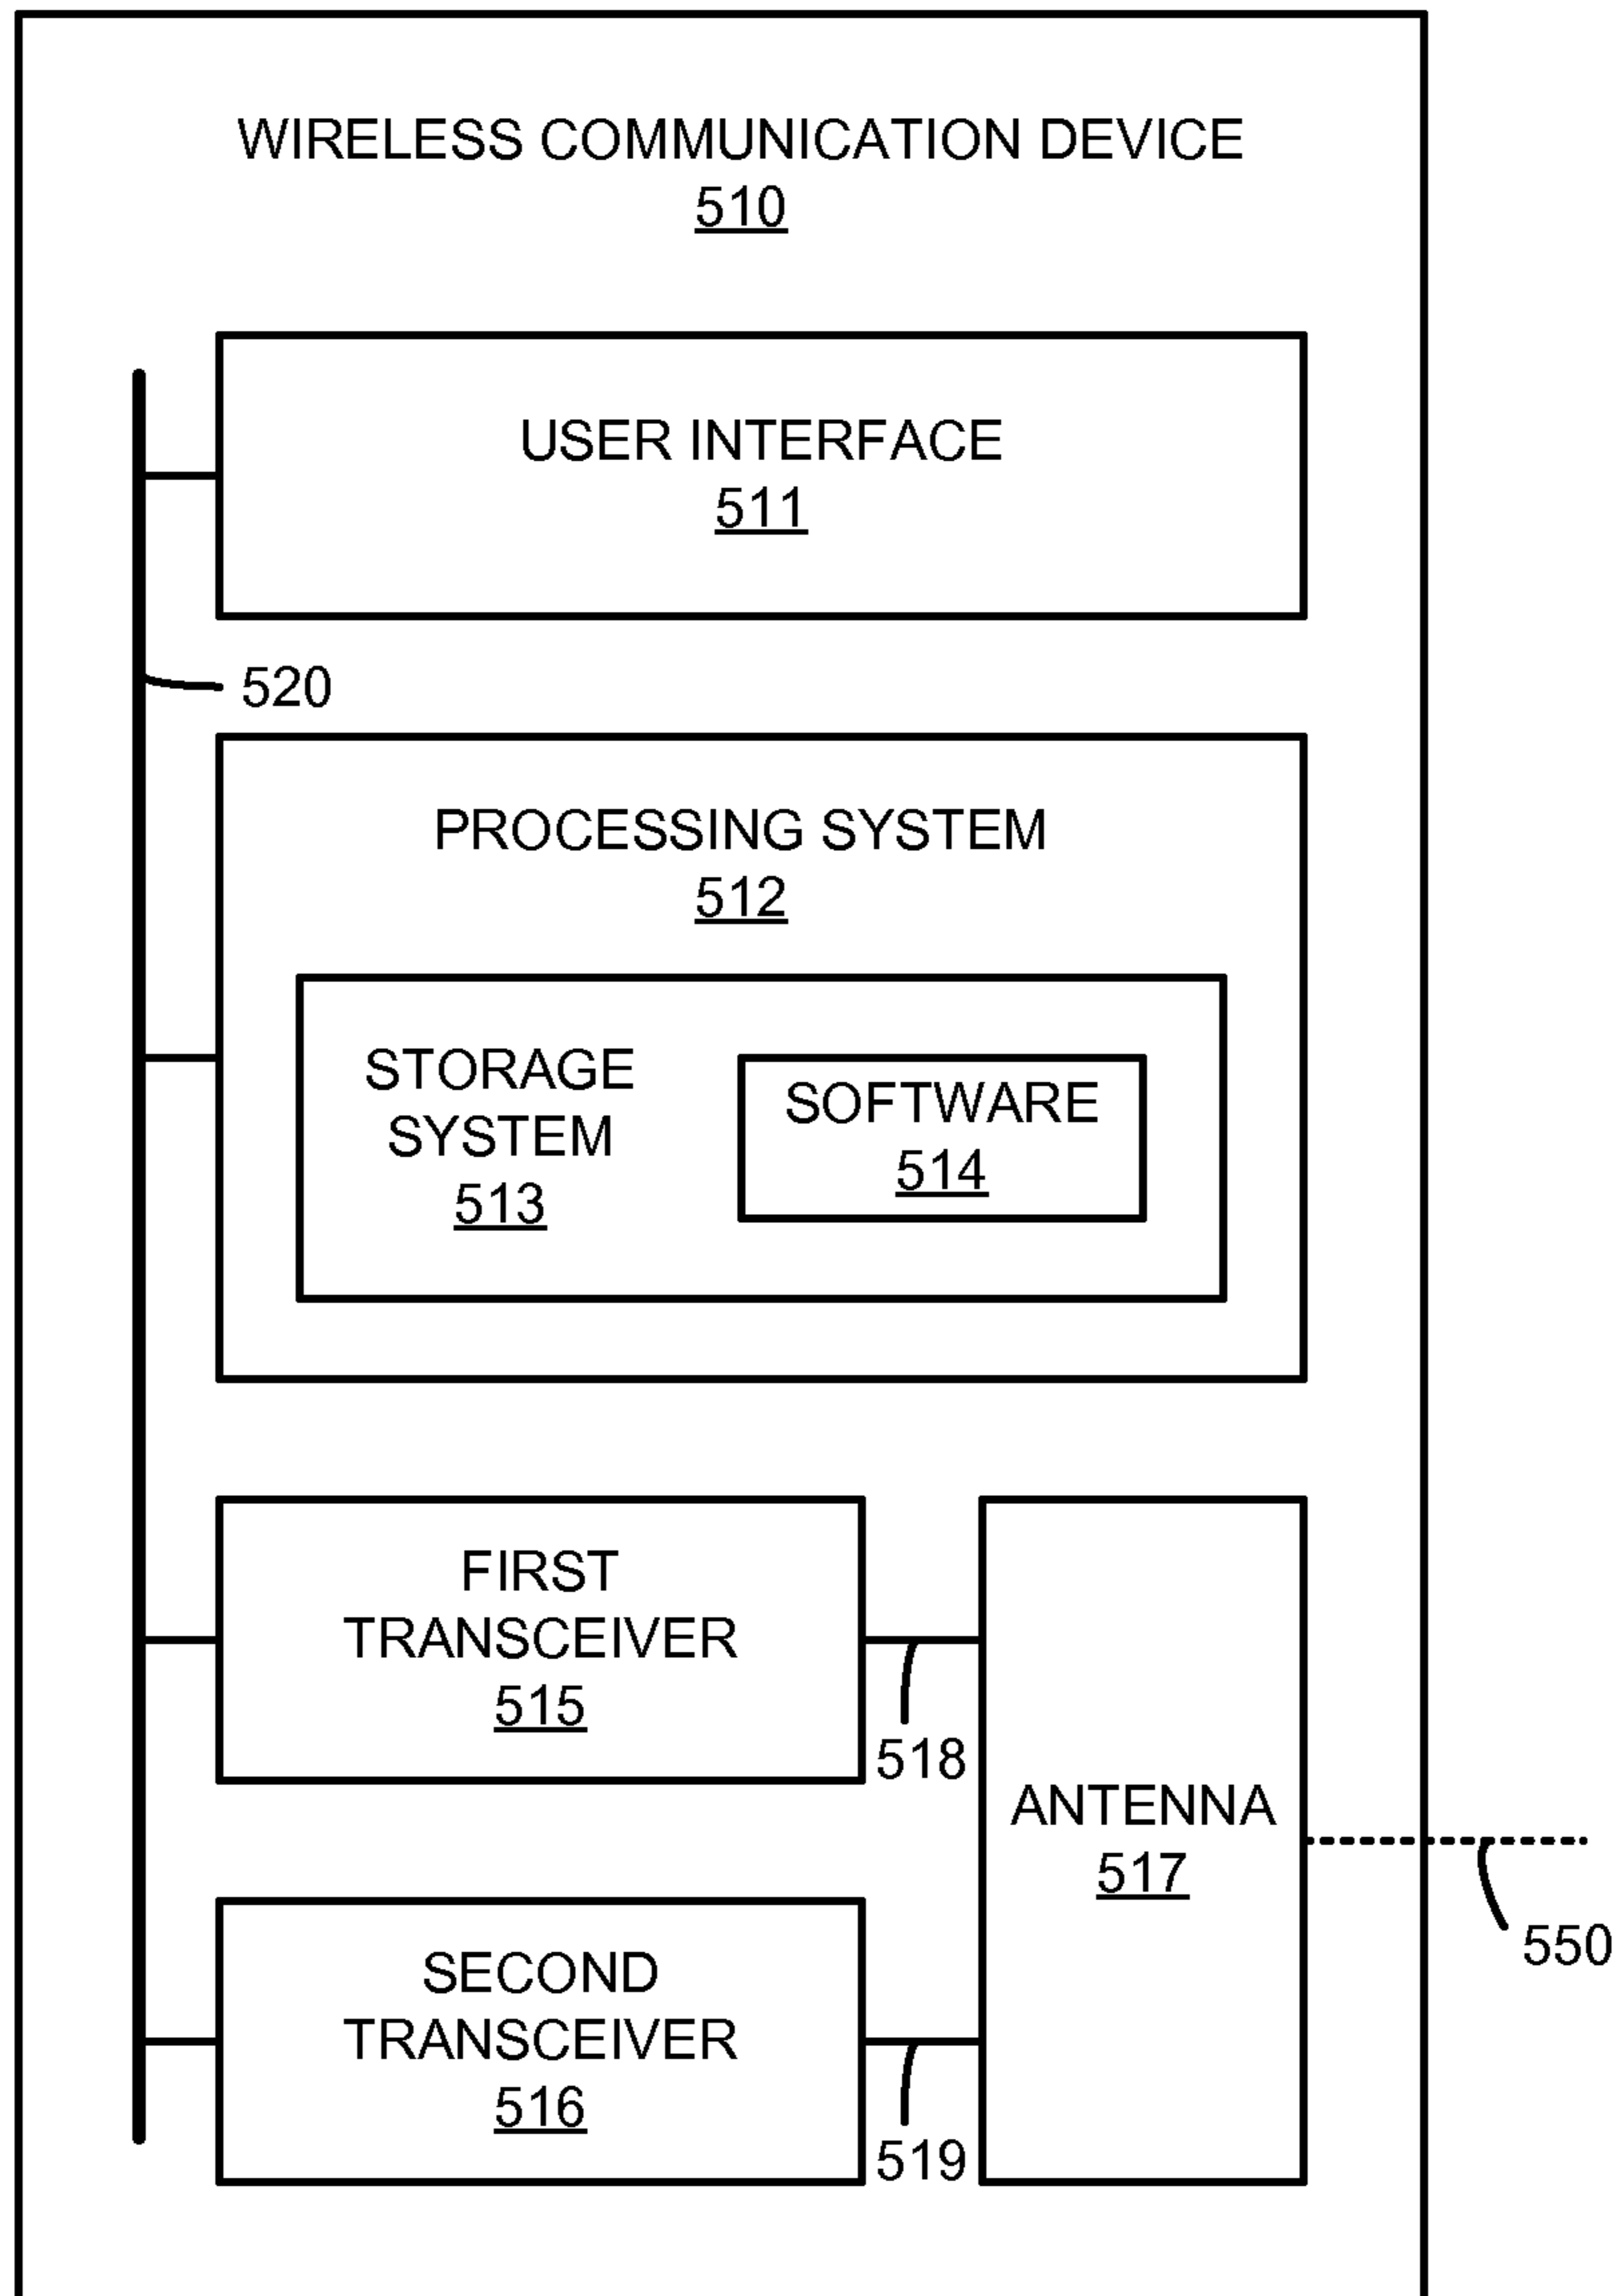 WIRELESS COMMUNICATION DEVICE
510
USER INTERFACE
511
520
PROCESSING SYSTEM
512
STORAGE
SYSTEM
513
SOFTWARE
514
FIRST
TRANSCEIVER
515
518
ANTENNA
517
550
SECOND
TRANSCEIVER
516
519